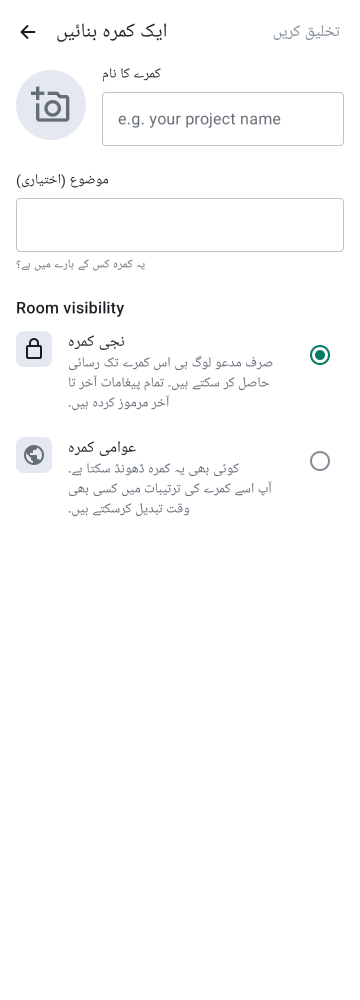 ایک کمرہ بنائیں
تخلیق کریں
کمرے کا نام
e.g. your project name
موضوع (اختیاری)
یہ کمرہ کس کے بارے میں ہے؟
Room visibility
نجی کمرہ
صرف مدعو لوگ ہی اس کمرے تک رسائی
حاصل کر سکتے ہیں۔ تمام پیغامات آخر تا
آخر مرموز کردہ ہیں۔
عوامی کمرہ
کوئی بھی یہ کمرہ ڈھونڈ سکتا ہے۔
آپ اسے کمرے کی ترتیبات میں کسی بھی
وقت تبدیل کرسکتے ہیں۔